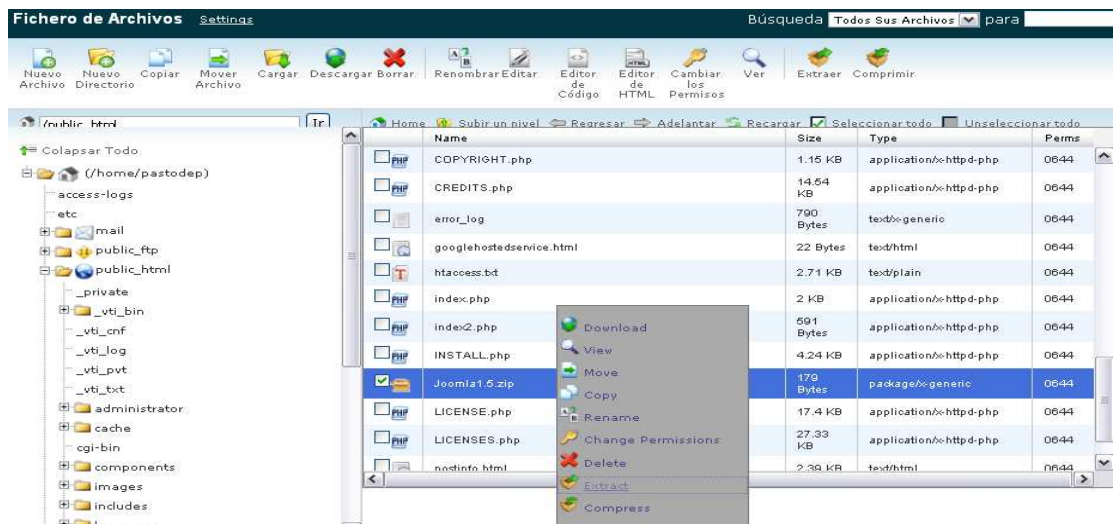 Fichero de Archivos Settings Búsqueda Todos Sus Archivos para
Nuevo Archivo
Nuevo Directorio
Copiar
Mover Archivo
Cargar
Descargar
Borrar
Renombrar
Editar
Editor de Código
Editor de HTML
Cambiar los Permisos
Ver
Extraer
Comprimir
/public_html Ir
Home Subir un nivel Regresar Adelantar Recargar Seleccionar todo Unseleccionar todo
Colapsar Todo
(/home/pastodep)
access-logs
etc
mail
public_ftp
public_html
_private
_vti_bin
_vti_cnf
_vti_log
_vti_pvt
_vti_txt
administrator
cache
cgi-bin
components
images
includes
Name Size Type Perms
COPYRIGHT.php 1.15 KB application/x-httpd-php 0644
CREDITS.php 14.54 KB application/x-httpd-php 0644
error_log 790 Bytes text/x-generic 0644
googlehostedservice.html 22 Bytes text/html 0644
htaccess.txt 2.71 KB text/plain 0644
index.php 2 KB application/x-httpd-php 0644
index2.php 591 Bytes application/x-httpd-php 0644
INSTALL.php 4.24 KB application/x-httpd-php 0644
Joomla1.5.zip 179 Bytes package/x-generic 0644
LICENSE.php 17.4 KB application/x-httpd-php 0644
LICENSES.php 27.33 KB application/x-httpd-php 0644
postinfo.html 2.39 KB text/html 0644
Download
View
Move
Copy
Rename
Change Permissions
Delete
Extract
Compress